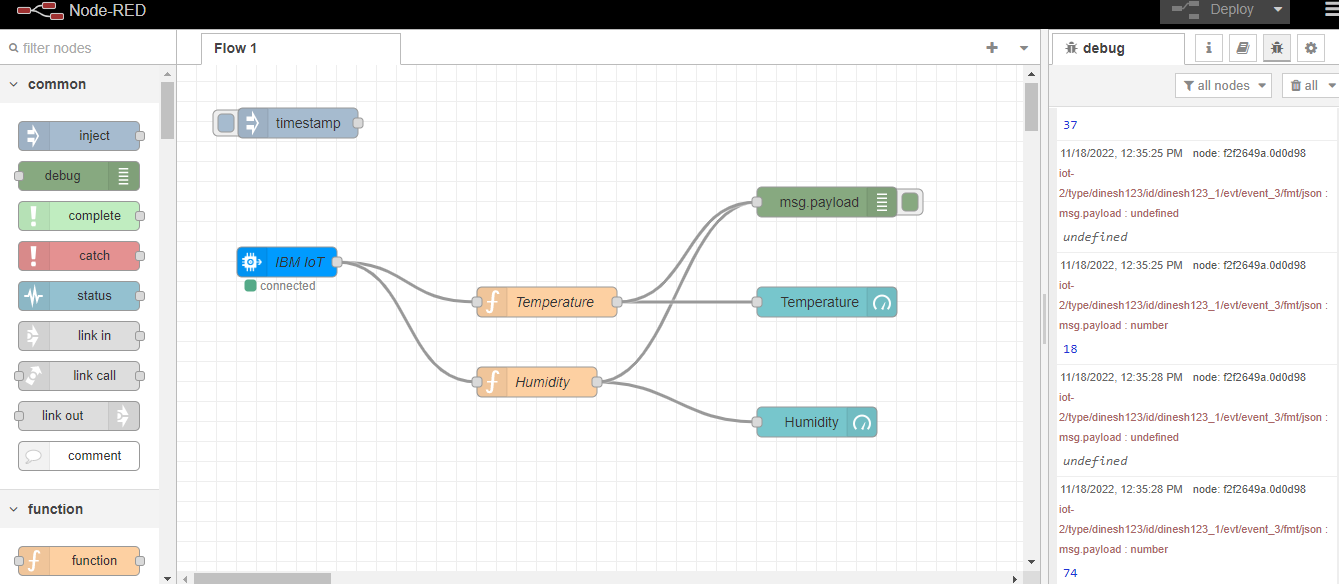 Node-RED
Deploy
filter nodes
Flow 1
debug
i
all nodes
all
common
inject
debug
complete
catch
status
link in
link call
link out
comment
function
function
timestamp
IBM IoT
connected
Temperature
Humidity
msg.payload
Temperature
Humidity
37
11/18/2022, 12:35:25 PM node: f2f2649a.0d0d98
iot-
2/type/dinesh123/id/dinesh123_1/evt/event_3/fmt/json :
msg.payload : undefined
undefined
11/18/2022, 12:35:25 PM node: f2f2649a.0d0d98
iot-
2/type/dinesh123/id/dinesh123_1/evt/event_3/fmt/json :
msg.payload : number
18
11/18/2022, 12:35:28 PM node: f2f2649a.0d0d98
iot-
2/type/dinesh123/id/dinesh123_1/evt/event_3/fmt/json :
msg.payload : undefined
undefined
11/18/2022, 12:35:28 PM node: f2f2649a.0d0d98
iot-
2/type/dinesh123/id/dinesh123_1/evt/event_3/fmt/json :
msg.payload : number
74